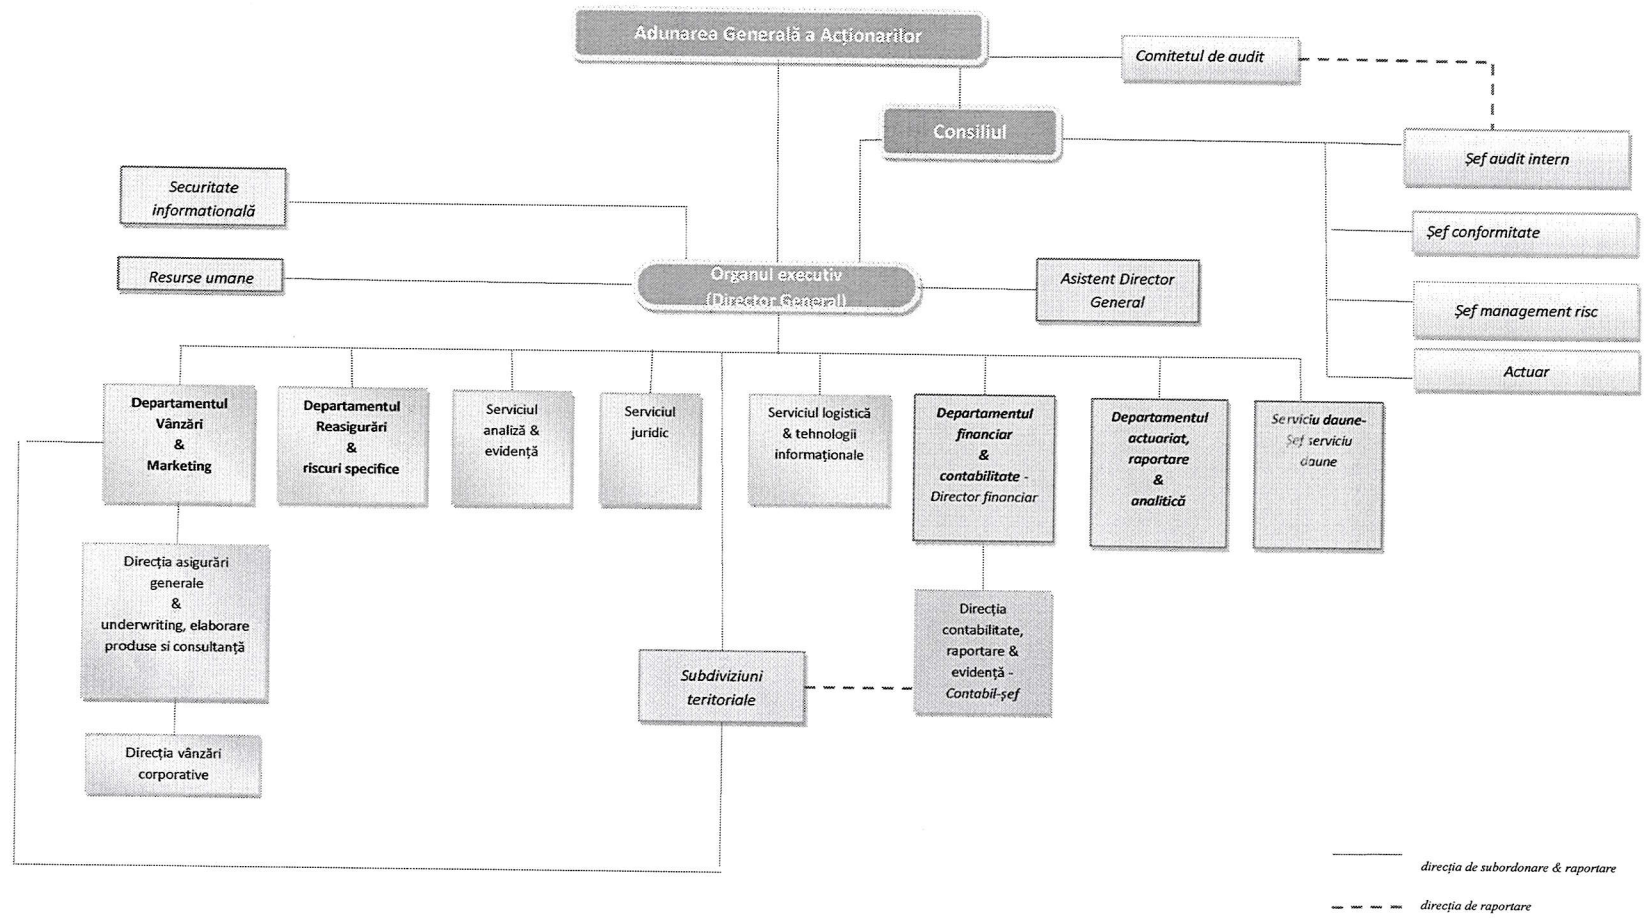 Adunarea Generală a Acționarilor
Comitetul de audit
Consiliul
Șef audit intern
Securitate
informatională
Șef conformitate
Resurse umane
Organul executiv
(Director General)
Asistent Director
General
Șef management risc
Actuar
Departamentul
Vânzări
&
Marketing
Departamentul
Reasigurări
&
riscuri specifice
Serviciul
analiză &
evidență
Serviciul
juridic
Serviciul logistică
& tehnologii
informaționale
Departamentul
financiar
&
contabilitate -
Director financiar
Departamentul
actuariat,
raportare
&
analitică
Serviciu daune-
Șef serviciu
daune
Direcția asigurări
generale
&
underwriting, elaborare
produse si consultanță
Direcția
contabilitate,
raportare &
evidență -
Contabil-șef
Subdiviziuni
teritoriale
Direcția vânzări
corporative
direcția de subordonare & raportare
direcția de raportare